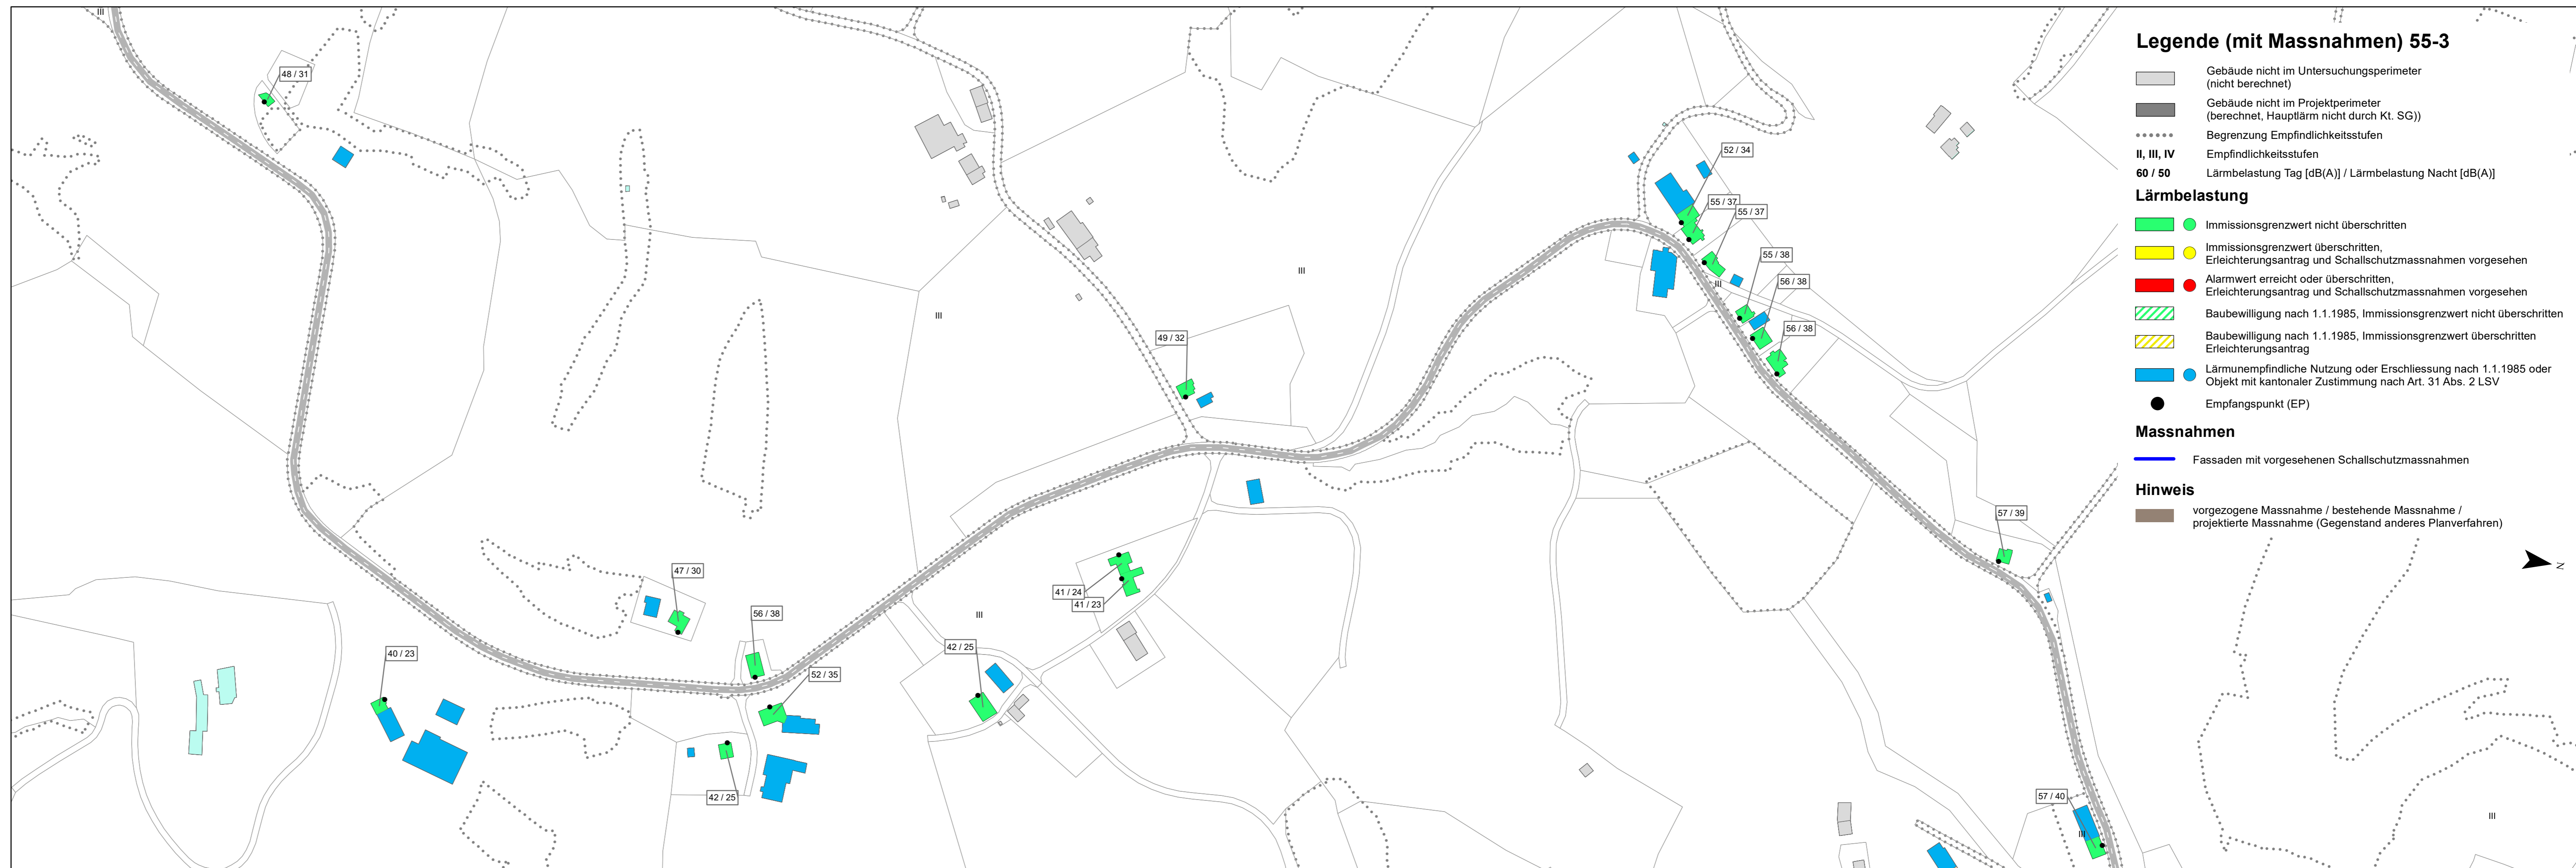 III
48 / 31
52 / 34
55 / 37
55 / 37
55 / 38
III
III
56 / 38
III
56 / 38
49 / 32
57 / 39
47 / 30
41 / 24
41 / 23
56 / 38
III
42 / 25
40 / 23
52 / 35
42 / 25
57 / 40
III
III
Legende (mit Massnahmen) 55-3
Gebäude nicht im Untersuchungsperimeter
(nicht berechnet)
Gebäude nicht im Projektperimeter
(berechnet, Hauptlärm nicht durch Kt. SG))
Begrenzung Empfindlichkeitsstufen
II, III, IV Empfindlichkeitsstufen
60 / 50 Lärmbelastung Tag [dB(A)] / Lärmbelastung Nacht [dB(A)]
Lärmbelastung
Immissionsgrenzwert nicht überschritten
Immissionsgrenzwert überschritten,
Erleichterungsantrag und Schallschutzmassnahmen vorgesehen
Alarmwert erreicht oder überschritten,
Erleichterungsantrag und Schallschutzmassnahmen vorgesehen
Baubewilligung nach 1.1.1985, Immissionsgrenzwert nicht überschritten
Baubewilligung nach 1.1.1985, Immissionsgrenzwert überschritten
Erleichterungsantrag
Lärmunempfindliche Nutzung oder Erschliessung nach 1.1.1985 oder
Objekt mit kantonaler Zustimmung nach Art. 31 Abs. 2 LSV
Empfangspunkt (EP)
Massnahmen
Fassaden mit vorgesehenen Schallschutzmassnahmen
Hinweis
vorgezogene Massnahme / bestehende Massnahme /
projektierte Massnahme (Gegenstand anderes Planverfahren)
N